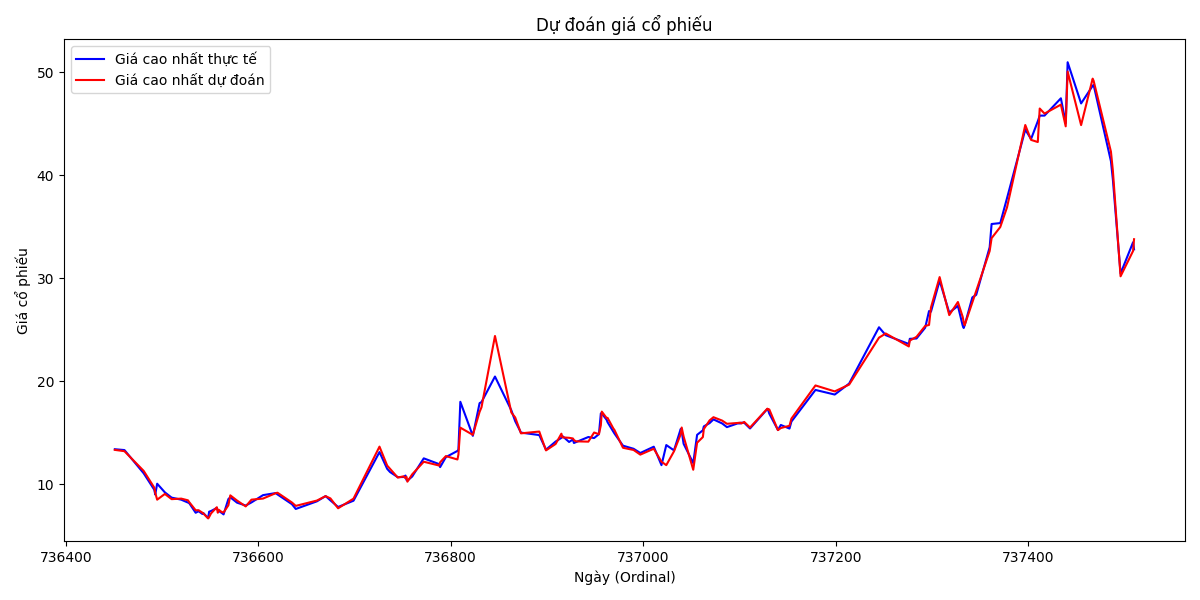 Dự đoán giá cổ phiếu
Giá cao nhất thực tế
Giá cao nhất dự đoán
Giá cổ phiếu
50
40
30
20
10
736400 736600 736800 737000 737200 737400
Ngày (Ordinal)